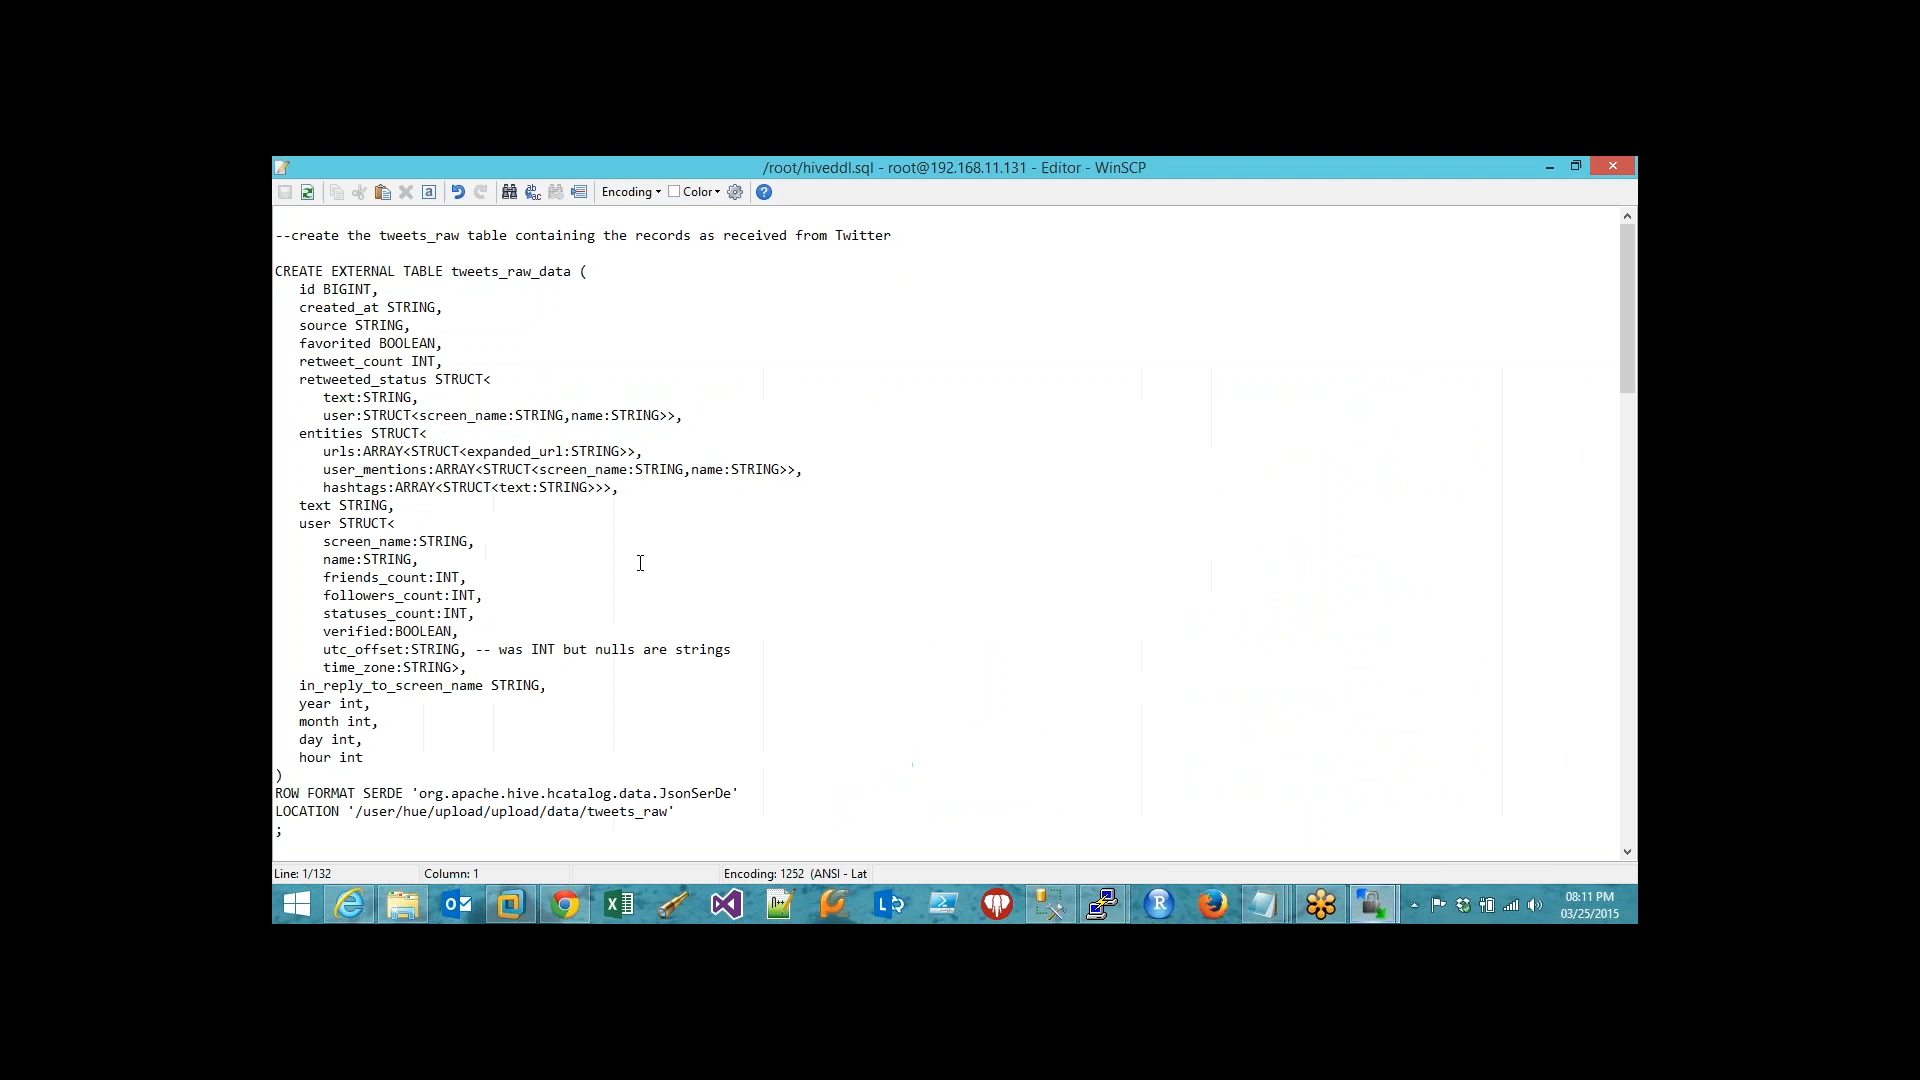 /root/hiveddl.sql - root@192.168.11.131 - Editor - WinSCP
Encoding Color
--create the tweets_raw table containing the records as received from Twitter
CREATE EXTERNAL TABLE tweets_raw_data (
id BIGINT,
created_at STRING,
source STRING,
favorited BOOLEAN,
retweet_count INT,
retweeted_status STRUCT<
text:STRING,
user:STRUCT<screen_name:STRING,name:STRING>>,
entities STRUCT<
urls:ARRAY<STRUCT<expanded_url:STRING>>,
user_mentions:ARRAY<STRUCT<screen_name:STRING,name:STRING>>,
hashtags:ARRAY<STRUCT<text:STRING>>>,
text STRING,
user STRUCT<
screen_name:STRING,
name:STRING,
friends_count:INT,
followers_count:INT,
statuses_count:INT,
verified:BOOLEAN,
utc_offset:STRING, -- was INT but nulls are strings
time_zone:STRING>,
in_reply_to_screen_name STRING,
year int,
month int,
day int,
hour int
)
ROW FORMAT SERDE 'org.apache.hive.hcatalog.data.JsonSerDe'
LOCATION '/user/hue/upload/upload/data/tweets_raw'
;
Line: 1/132 Column: 1 Encoding: 1252 (ANSI - Lat
08:11 PM
03/25/2015